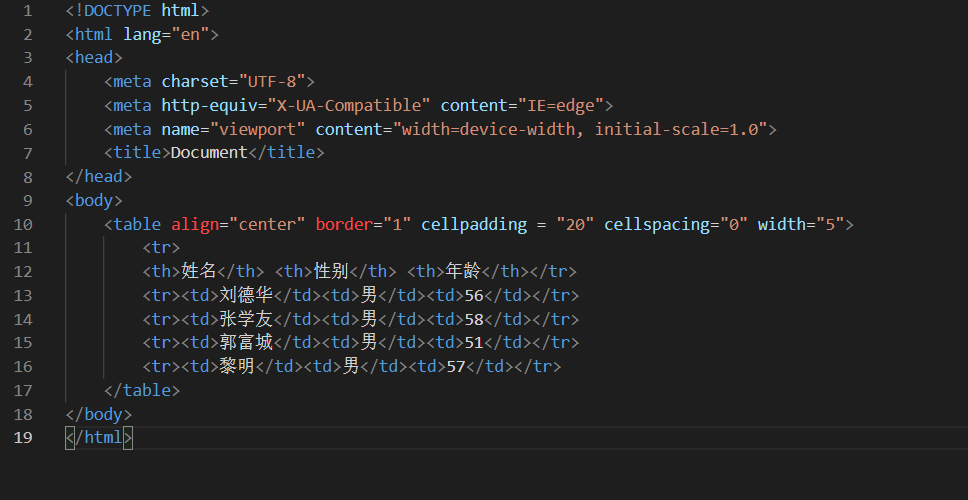 1 <!DOCTYPE html>
2 <html lang="en">
3 <head>
4 <meta charset="UTF-8">
5 <meta http-equiv="X-UA-Compatible" content="IE=edge">
6 <meta name="viewport" content="width=device-width, initial-scale=1.0">
7 <title>Document</title>
8 </head>
9 <body>
10 <table align="center" border="1" cellpadding = "20" cellspacing="0" width="5">
11 <tr>
12 <th>姓名</th> <th>性别</th> <th>年龄</th></tr>
13 <tr><td>刘德华</td><td>男</td><td>56</td></tr>
14 <tr><td>张学友</td><td>男</td><td>58</td></tr>
15 <tr><td>郭富城</td><td>男</td><td>51</td></tr>
16 <tr><td>黎明</td><td>男</td><td>57</td></tr>
17 </table>
18 </body>
19 </html>